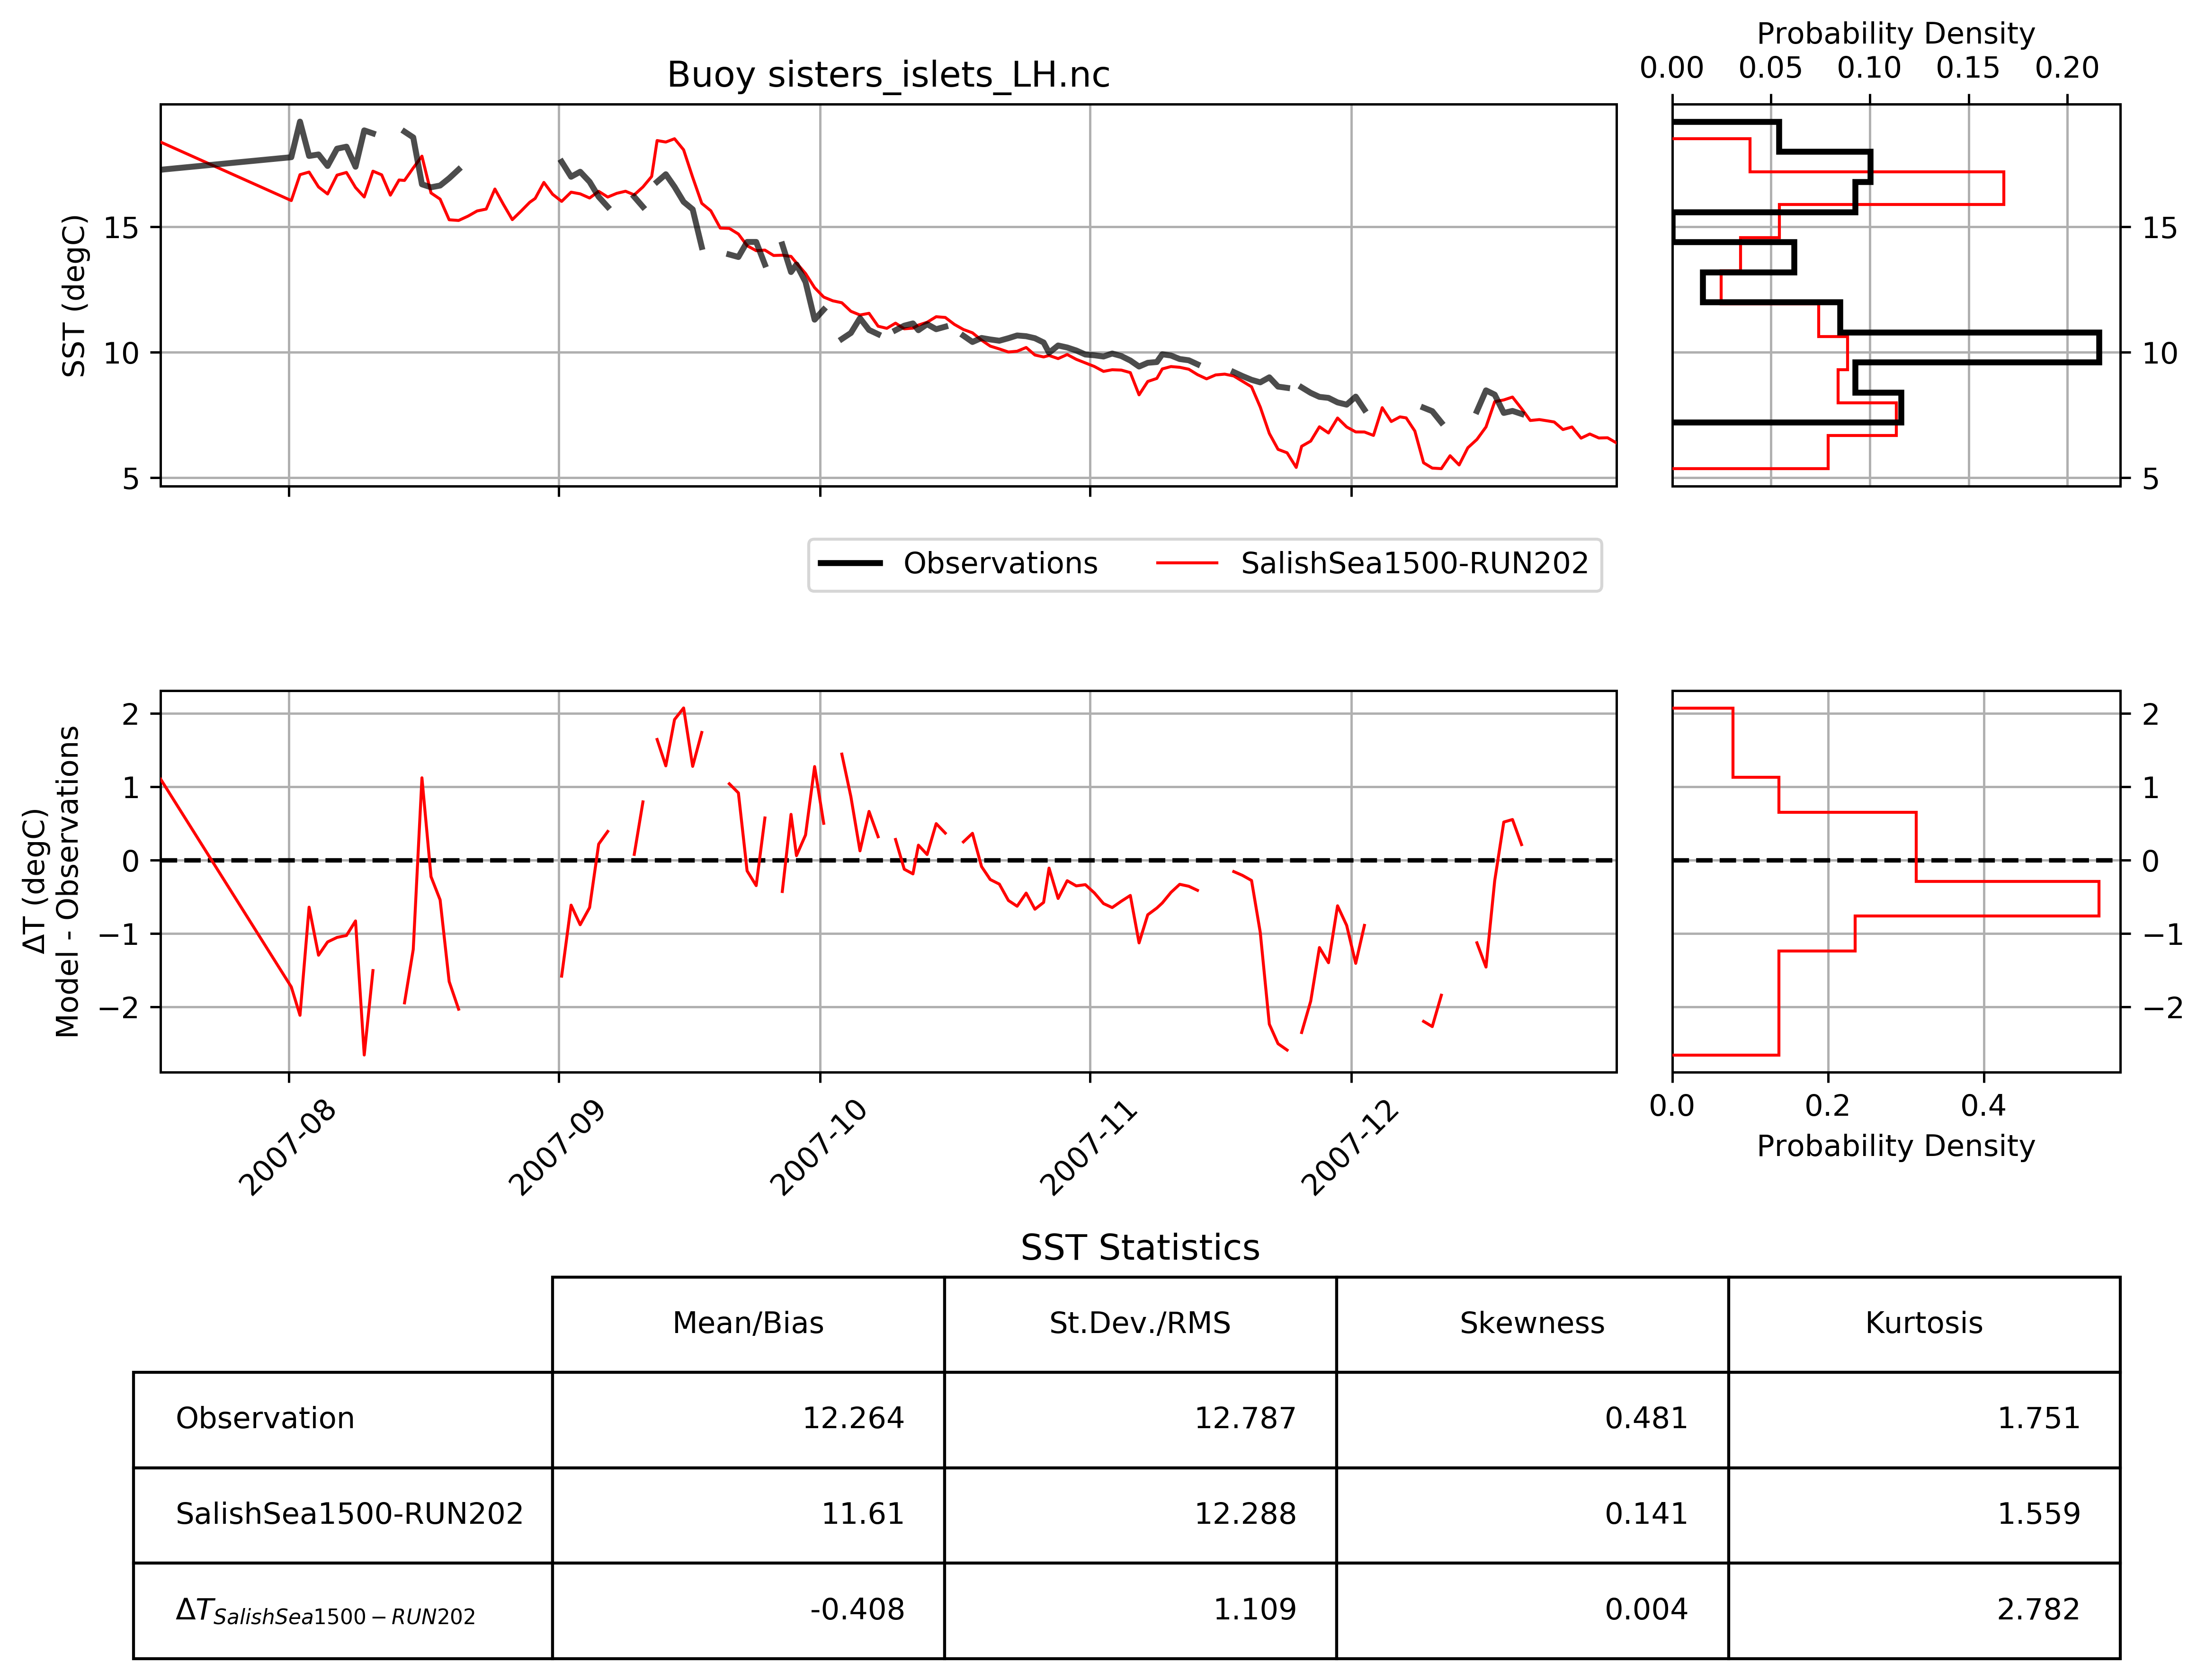 Probability Density
0.00 0.05 0.10 0.15 0.20
Buoy sisters_islets_LH.nc
SST (degC)
15
10
5
15
10
5
Observations SalishSea1500-RUN202
ΔT (degC)
Model - Observations
2
1
0
−1
−2
2
1
0
−1
−2
2007-08 2007-09 2007-10 2007-11 2007-12
0.0 0.2 0.4
Probability Density
SST Statistics
Mean/Bias St.Dev./RMS Skewness Kurtosis
Observation 12.264 12.787 0.481 1.751
SalishSea1500-RUN202 11.61 12.288 0.141 1.559
ΔT SalishSea1500−RUN202 -0.408 1.109 0.004 2.782